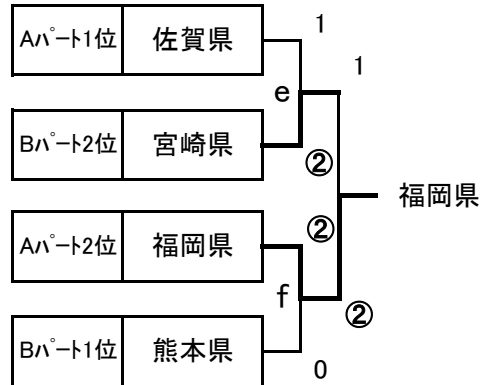 Aパート1位 佐賀県 1
1
e
Bパート2位 宮崎県 ②
福岡県
Aパート2位 福岡県 ②
f
②
Bパート1位 熊本県 0